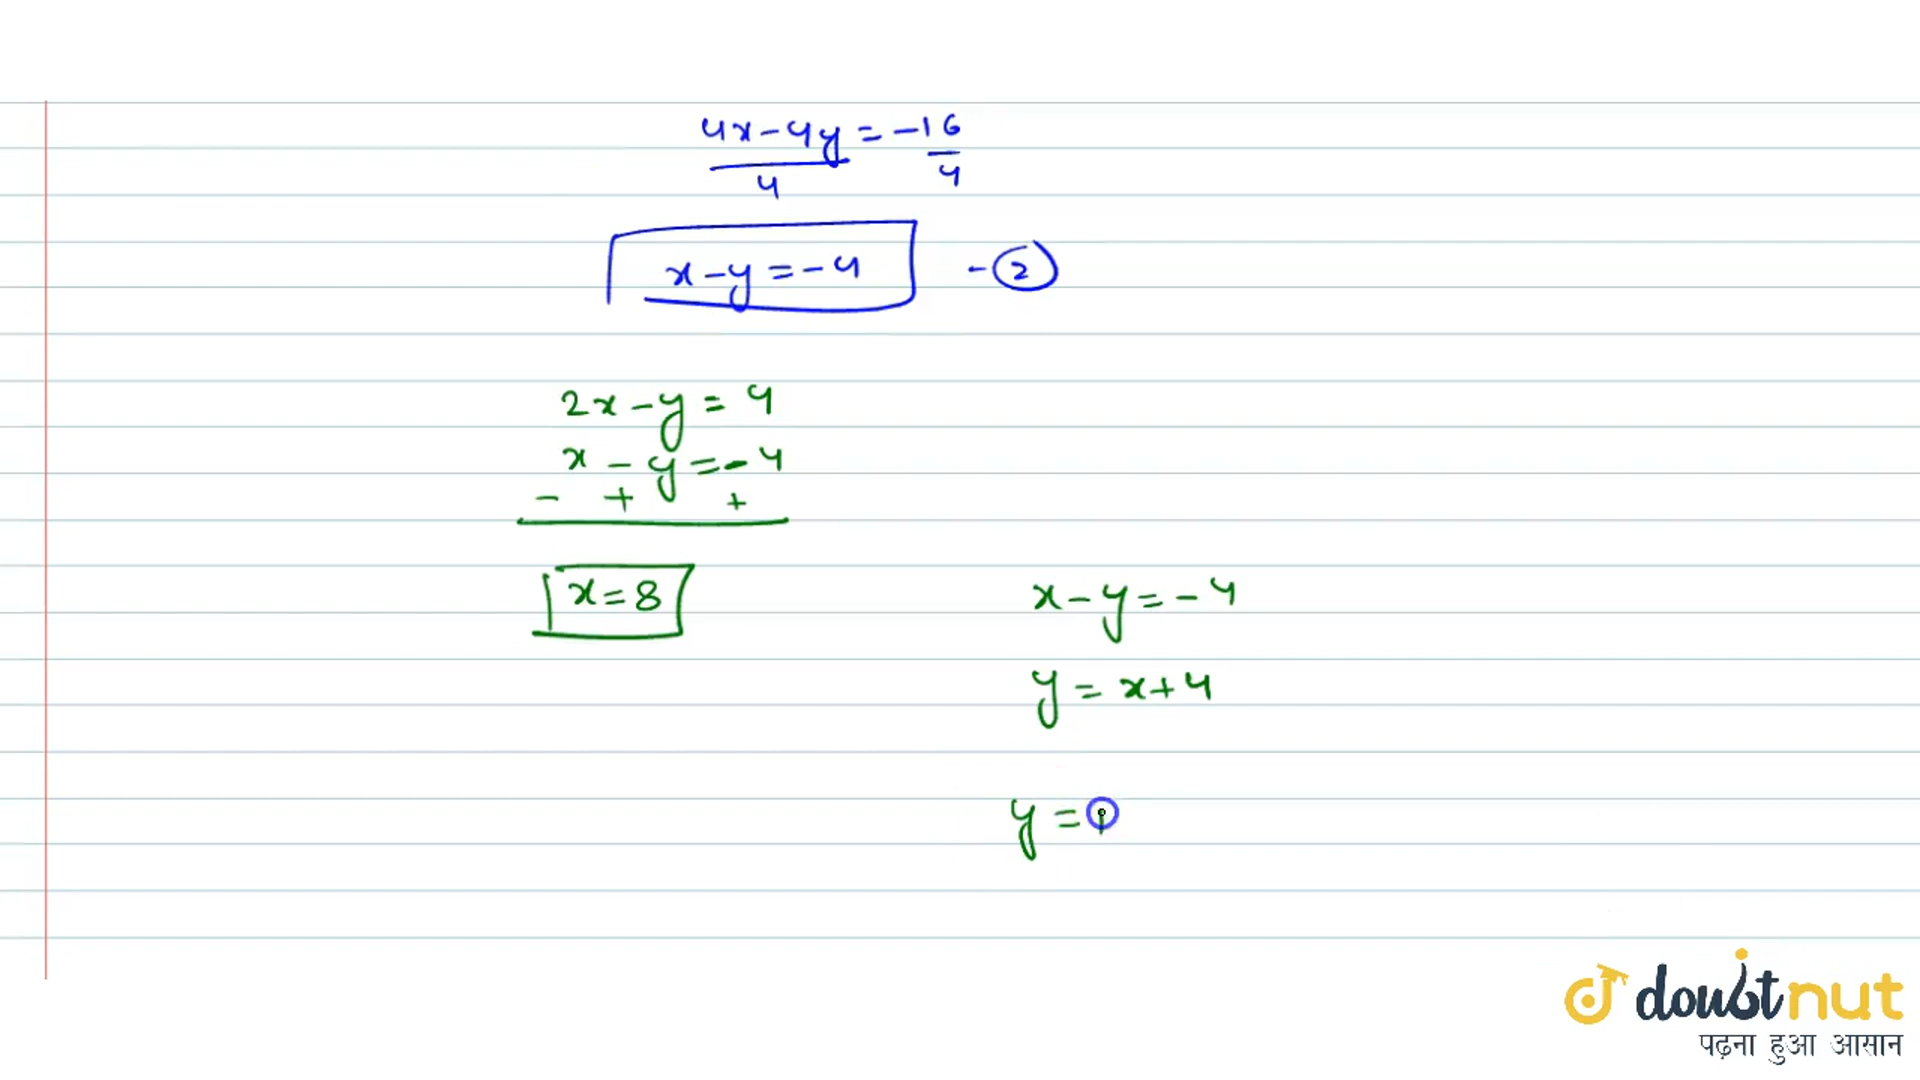 4x-4y = -16
4 4
x-y = -4 -②
2x-y = 4
x - y = -4
- + +
x = 8
x-y = -4
y = x+4
y =
doubtnut
पढ़ना हुआ आसान